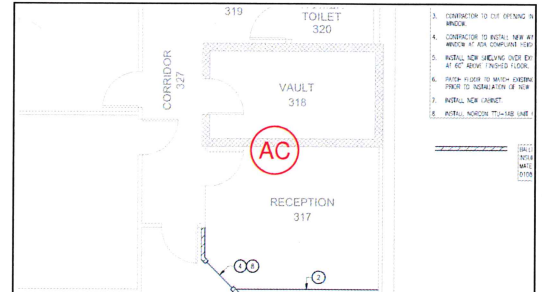 319
TOILET
320
CORRIDOR
327
VAULT
318
AC
RECEPTION
317
4 8
2
3. CONTRACTOR TO CUT OPENING IN
WINDOW.
4. CONTRACTOR TO INSTALL NEW
WINDOW AT ADA COMPLIANT
5. INSTALL NEW SHELVING OVER
AT 60" ABOVE FINISHED FLOOR.
6. PATCH FLOOR TO MATCH
PRIOR TO INSTALLATION OF NEW
7. INSTALL NEW CABINET.
8. INSTALL UNIT